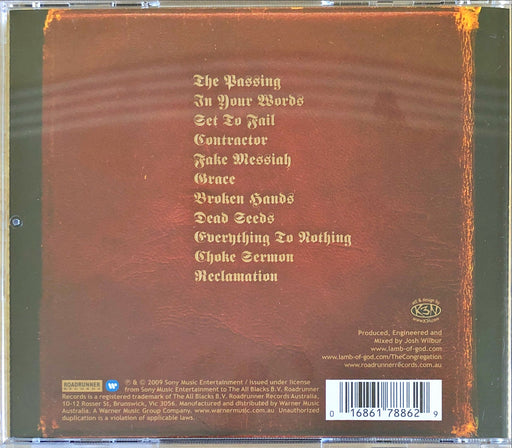 The Passing
In Your Words
Set To Fail
Contractor
Fake Messiah
Grace
Broken Hands
Dead Seeds
Everything To Nothing
Choke Sermon
Reclamation
art & design by
K3N
Produced, Engineered and
Mixed by Josh Wilbur
www.lamb-of-god.com
www.lamb-of-god.com/TheCongregation
www.roadrunnerrecords.com.au
ROADRUNNER
RECORDS
℗ & © 2009 Sony Music Entertainment / Issued under license
from Sony Music Entertainment to The All Blacks B.V. Roadrunner
Records is a registered trademark of The All Blacks B.V. Roadrunner Records Australia,
10-12 Rosser St, Brunswick, Vic 3056. Manufactured and distributed by Warner Music
Australia. A Warner Music Group Company. www.warnermusic.com.au Unauthorized
duplication is a violation of applicable laws.
0 16861 78862 9